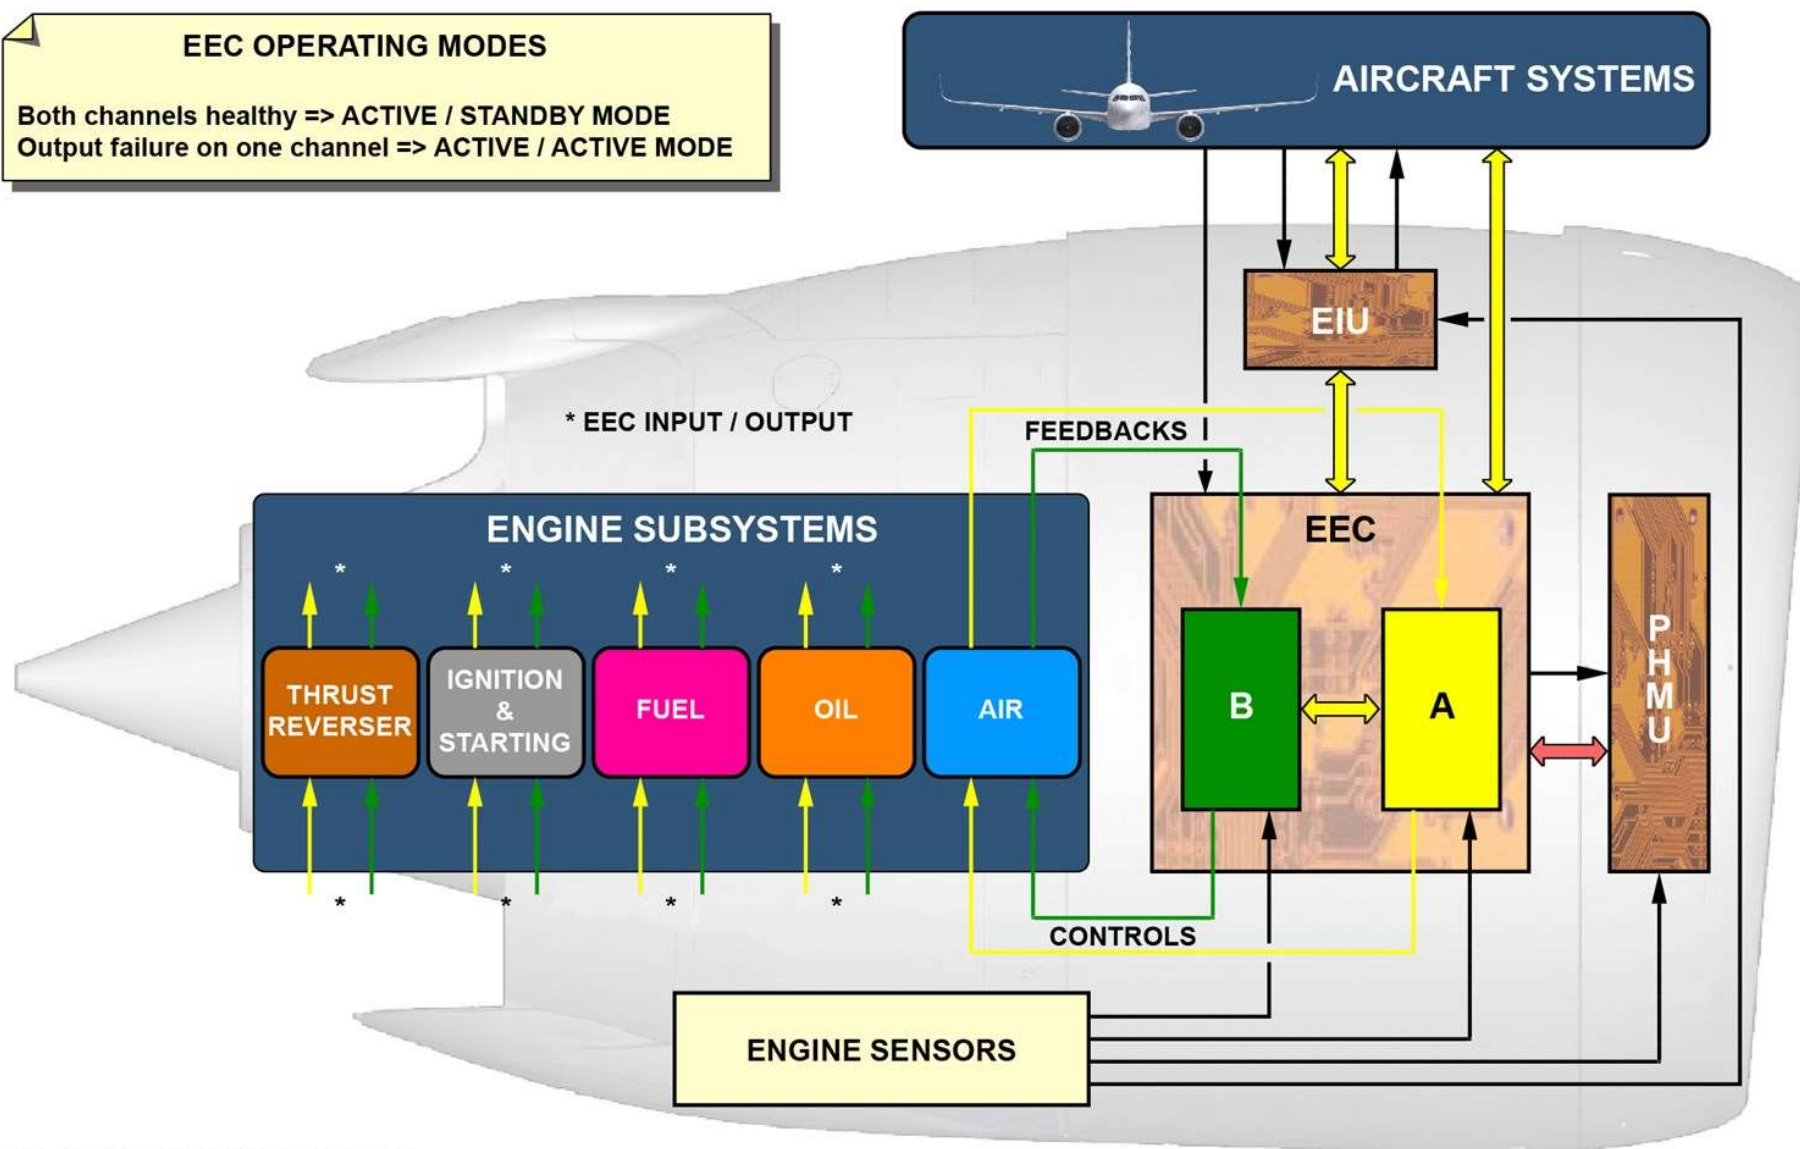 EEC OPERATING MODES
Both channels healthy => ACTIVE / STANDBY MODE
Output failure on one channel => ACTIVE / ACTIVE MODE
AIRCRAFT SYSTEMS
EIU
* EEC INPUT / OUTPUT
FEEDBACKS
ENGINE SUBSYSTEMS
* * * *
THRUST
REVERSER
IGNITION
&
STARTING
FUEL
OIL
AIR
* * * *
EEC
B
A
P
H
M
U
CONTROLS
ENGINE SENSORS